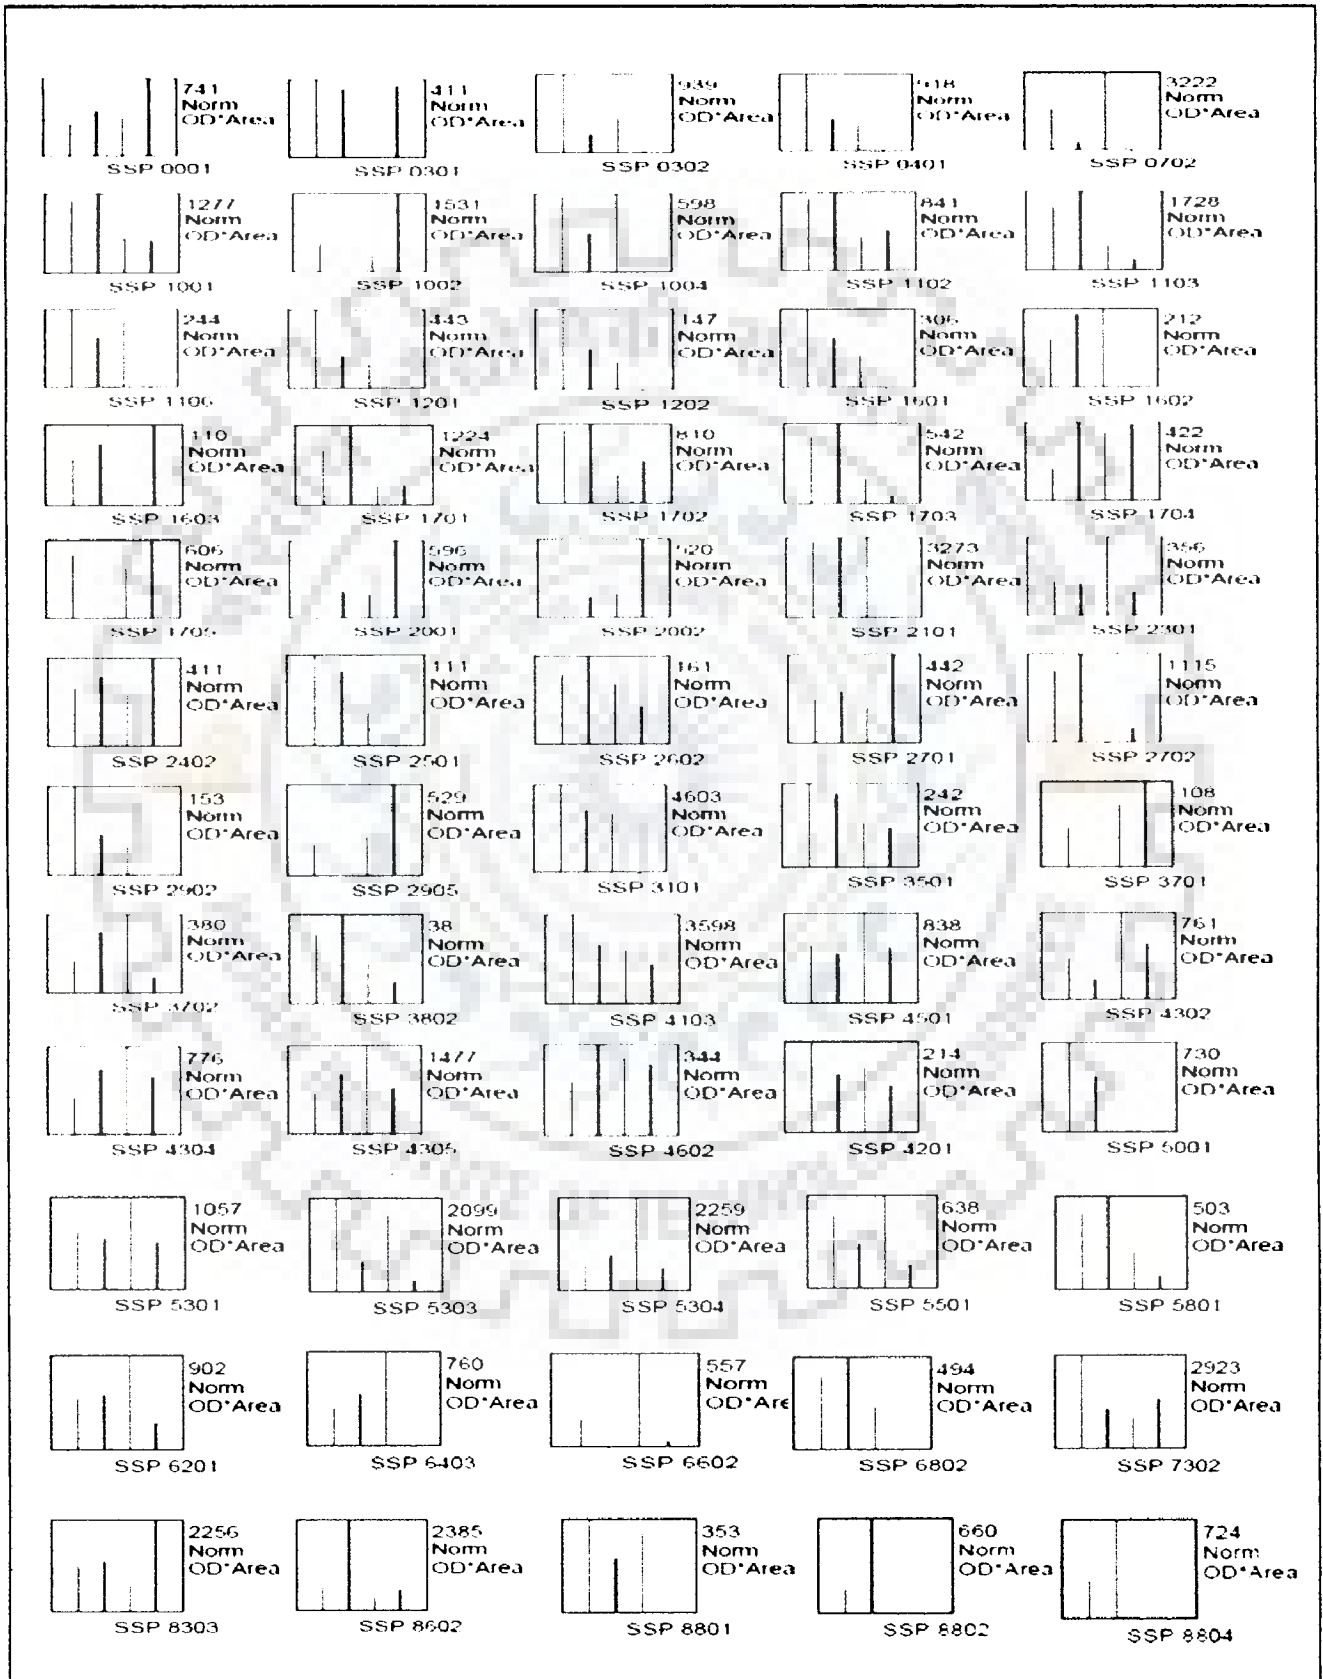 741 411 939 918 3222
Norm Norm Norm Norm Norm
OD*Area OD*Area OD*Area OD*Area OD*Area
SSP 0001 SSP 0301 SSP 0302 SSP 0401 SSP 0702
1277 1531 598 841 1728
Norm Norm Norm Norm Norm
OD*Area OD*Area OD*Area OD*Area OD*Area
SSP 1001 SSP 1002 SSP 1004 SSP 1102 SSP 1103
244 443 147 306 212
Norm Norm Norm Norm Norm
OD*Area OD*Area OD*Area OD*Area OD*Area
SSP 1106 SSP 1201 SSP 1202 SSP 1601 SSP 1602
110 1224 810 542 422
Norm Norm Norm Norm Norm
OD*Area OD*Area OD*Area OD*Area OD*Area
SSP 1603 SSP 1701 SSP 1702 SSP 1703 SSP 1704
606 596 520 3273 356
Norm Norm Norm Norm Norm
OD*Area OD*Area OD*Area OD*Area OD*Area
SSP 1705 SSP 2001 SSP 2002 SSP 2101 SSP 2301
411 111 161 442 1115
Norm Norm Norm Norm Norm
OD*Area OD*Area OD*Area OD*Area OD*Area
SSP 2402 SSP 2501 SSP 2602 SSP 2701 SSP 2702
153 529 4603 242 108
Norm Norm Norm Norm Norm
OD*Area OD*Area OD*Area OD*Area OD*Area
SSP 2902 SSP 2905 SSP 3101 SSP 3501 SSP 3701
380 38 3598 838 761
Norm Norm Norm Norm Norm
OD*Area OD*Area OD*Area OD*Area OD*Area
SSP 3702 SSP 3802 SSP 4103 SSP 4501 SSP 4302
776 1477 344 214 730
Norm Norm Norm Norm Norm
OD*Area OD*Area OD*Area OD*Area OD*Area
SSP 4304 SSP 4305 SSP 4602 SSP 4201 SSP 5001
1057 2099 2259 638 503
Norm Norm Norm Norm Norm
OD*Area OD*Area OD*Area OD*Area OD*Area
SSP 5301 SSP 5303 SSP 5304 SSP 5501 SSP 5801
902 760 557 494 2923
Norm Norm Norm Norm Norm
OD*Area OD*Area OD*Are OD*Area OD*Area
SSP 6201 SSP 6403 SSP 6602 SSP 6802 SSP 7302
2256 2385 353 660 724
Norm Norm Norm Norm Norm
OD*Area OD*Area OD*Area OD*Area OD*Area
SSP 8303 SSP 8602 SSP 8801 SSP 8802 SSP 8804